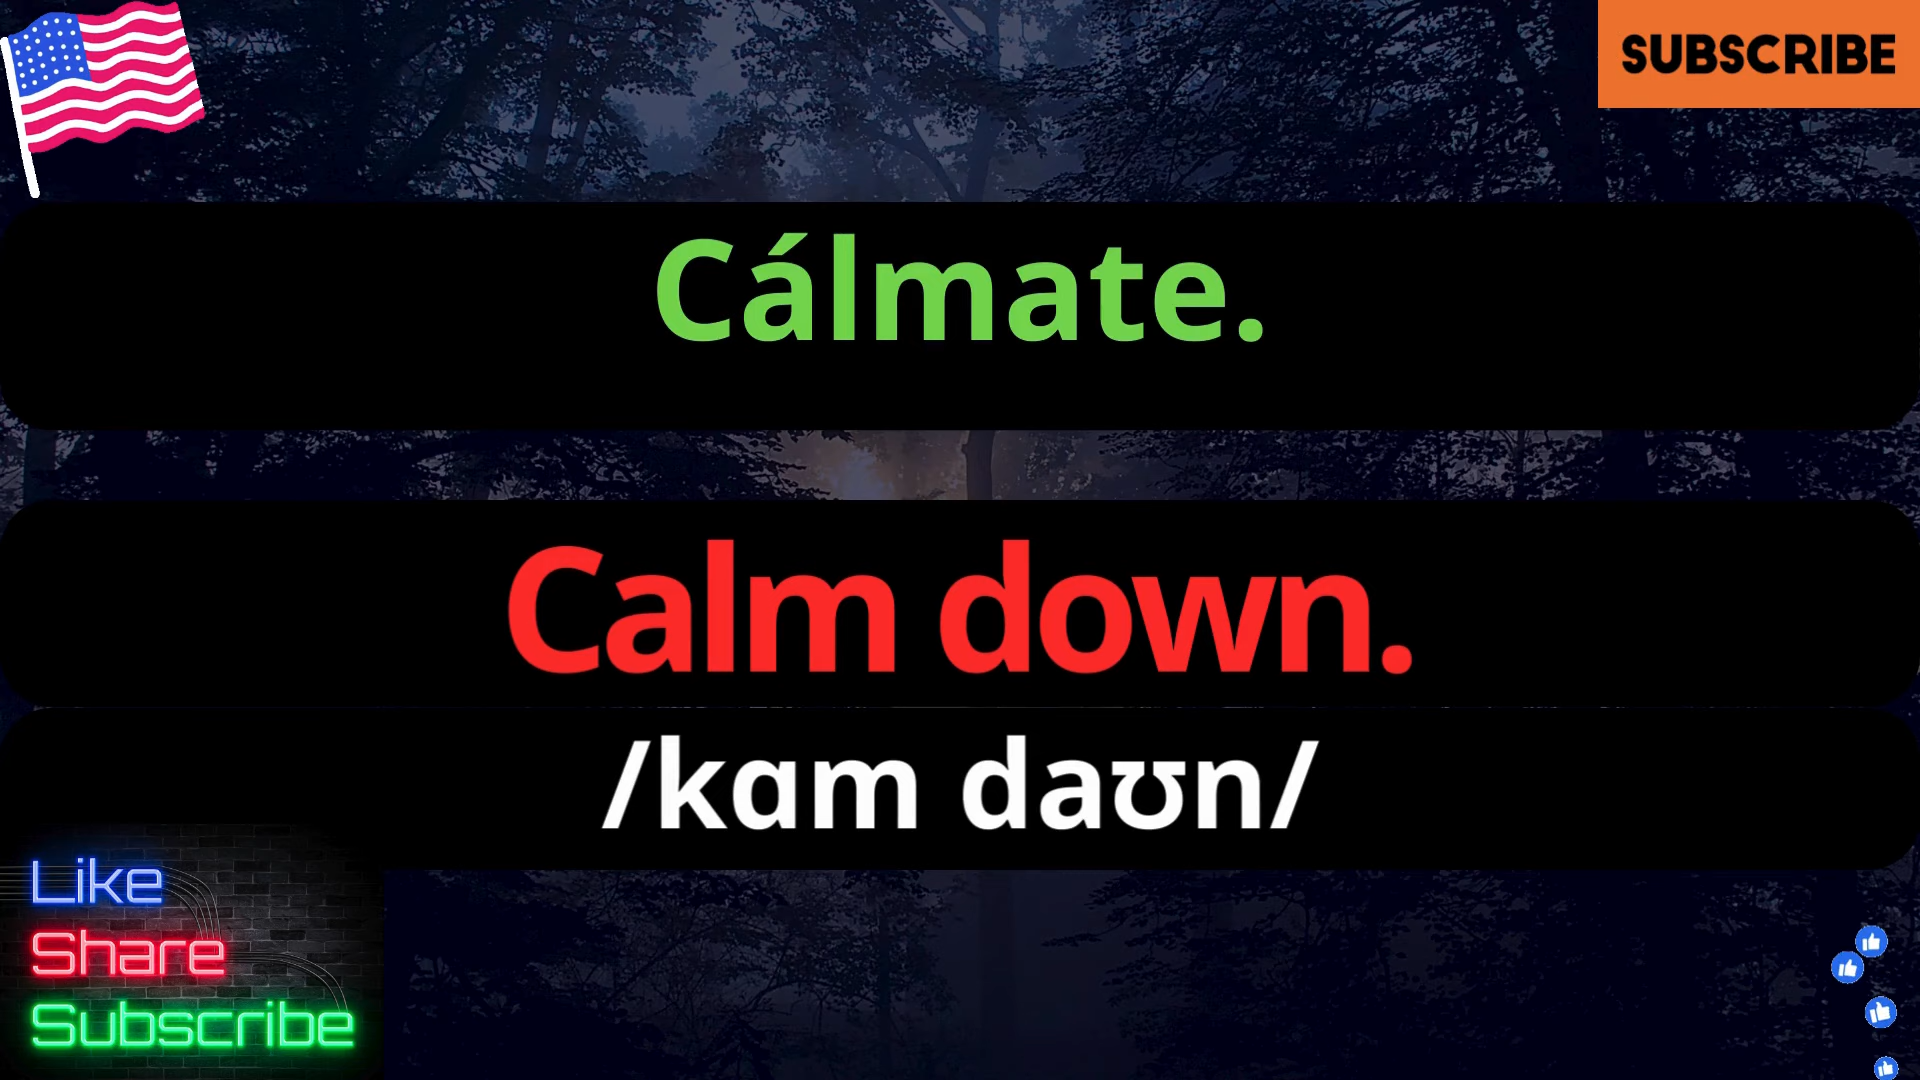 SUBSCRIBE
Cálmate.
Calm down.
/kɑm daʊn/
Like
Share
Subscribe